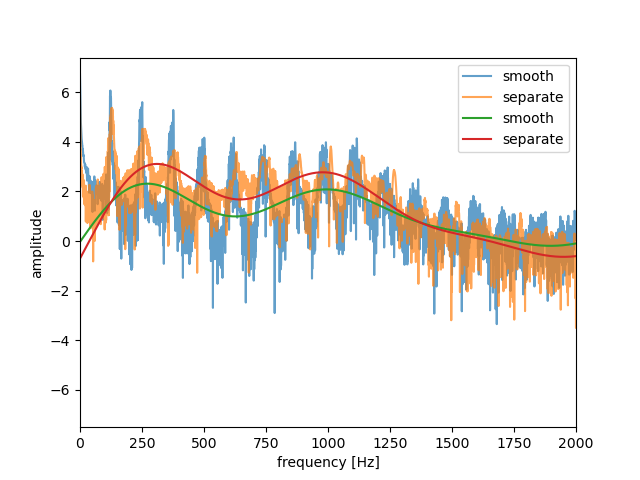 smooth
separate
smooth
separate
6
4
2
0
−2
−4
−6
amplitude
0 250 500 750 1000 1250 1500 1750 2000
frequency [Hz]